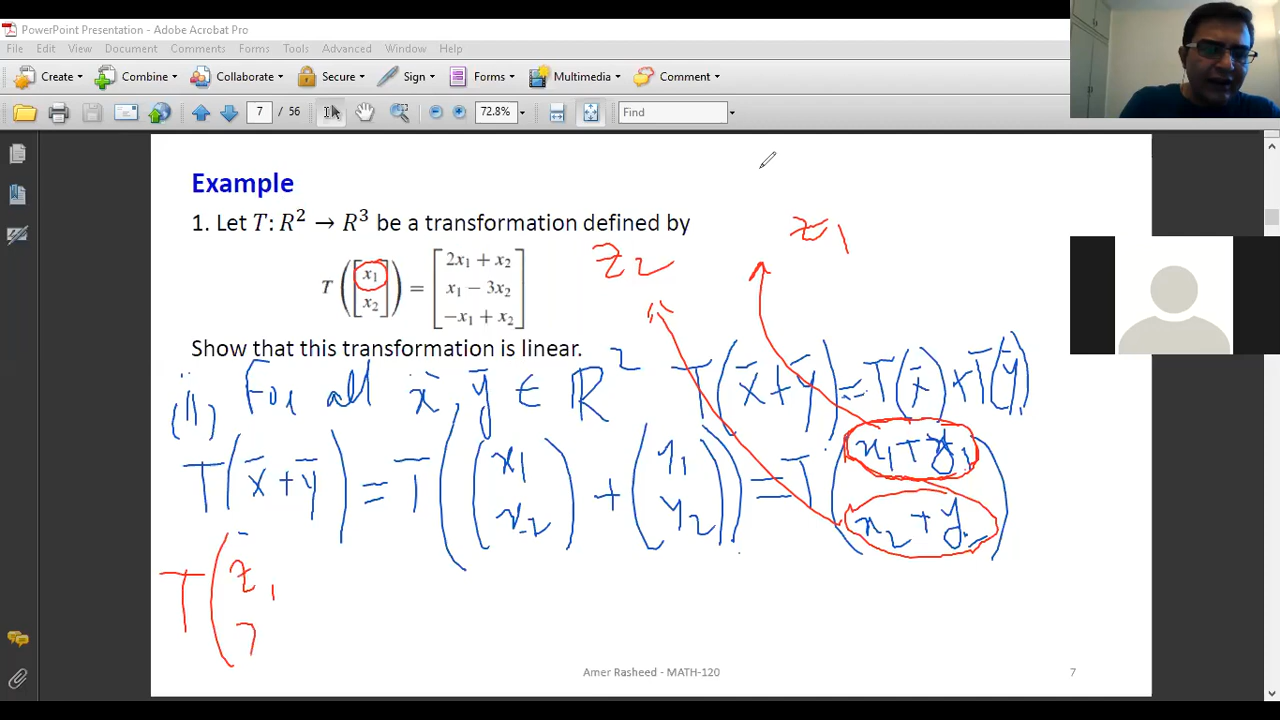 PowerPoint Presentation - Adobe Acrobat Pro
File Edit View Document Comments Forms Tools Advanced Window Help
Create Combine Collaborate Secure Sign Forms Multimedia Comment
7 / 56 72.8% Find
Example
1. Let T: R² → R³ be a transformation defined by
z1
z2
T([x₁ x₂]) = [2x₁ + x₂
x₁ − 3x₂
−x₁ + x₂]
Show that this transformation is linear.
(ii) For all x̄, ȳ ∈ ℝ² T(x̄+ȳ) = T(x̄)+T(ȳ)
T(x̄+ȳ) = T((x1 x2) + (y1 y2)) = T(x1+y1 x2+y2)
T(z1
Amer Rasheed - MATH-120
7